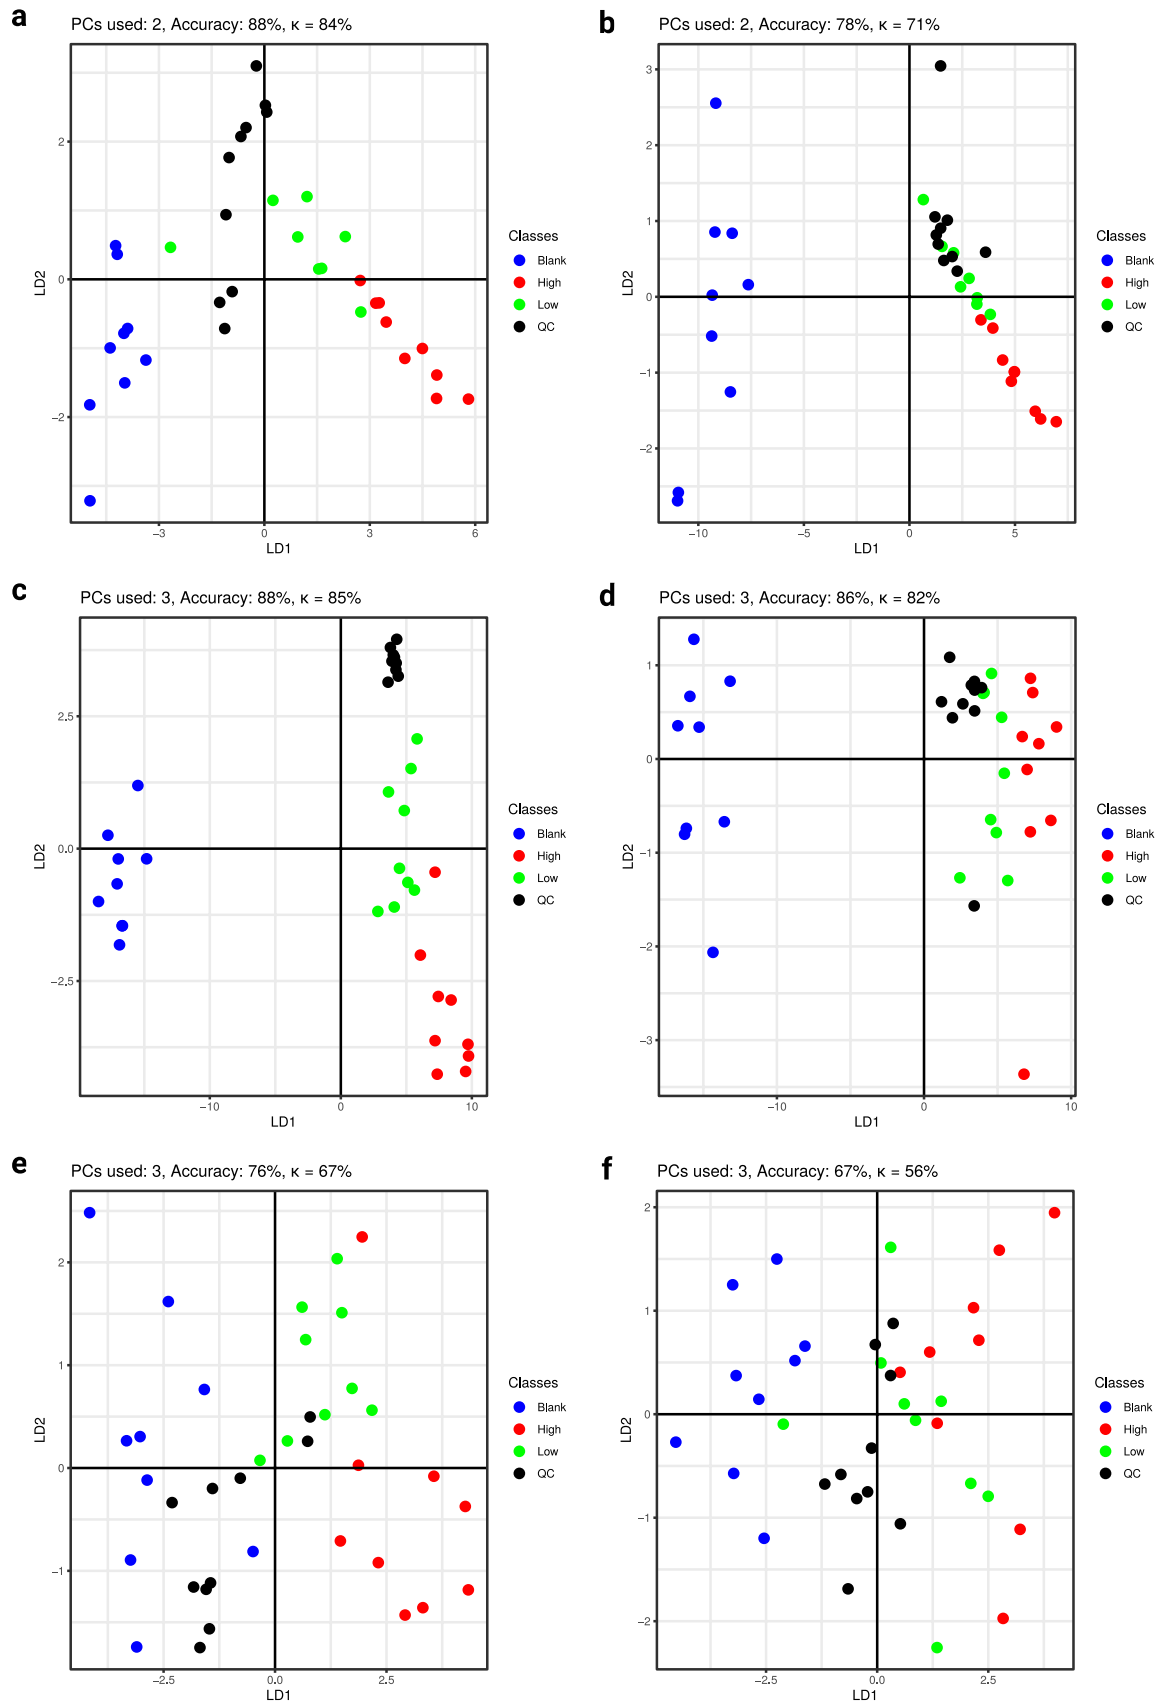 a
PCs used: 2, Accuracy: 88%, κ = 84%
2
0
−2
LD2
−3
0
3
6
LD1
Classes
Blank
High
Low
QC
b
PCs used: 2, Accuracy: 78%, κ = 71%
3
2
1
0
−1
−2
LD2
−10
−5
0
5
LD1
Classes
Blank
High
Low
QC
c
PCs used: 3, Accuracy: 88%, κ = 85%
2.5
0.0
−2.5
LD2
−10
0
10
LD1
Classes
Blank
High
Low
QC
d
PCs used: 3, Accuracy: 86%, κ = 82%
1
0
−1
−2
−3
LD2
−10
0
10
LD1
Classes
Blank
High
Low
QC
e
PCs used: 3, Accuracy: 76%, κ = 67%
2
1
0
−1
LD2
−2.5
0.0
2.5
LD1
Classes
Blank
High
Low
QC
f
PCs used: 3, Accuracy: 67%, κ = 56%
2
1
0
−1
−2
LD2
−2.5
0.0
2.5
LD1
Classes
Blank
High
Low
QC